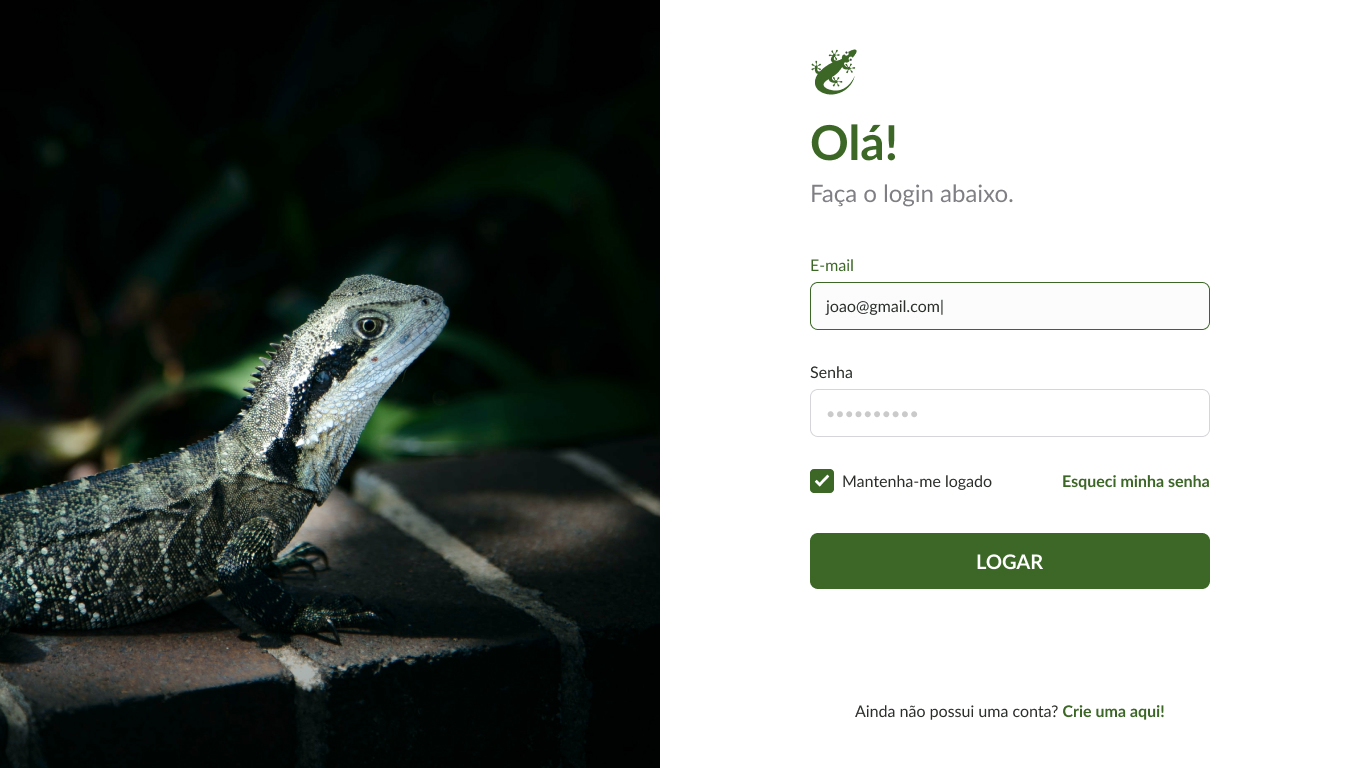 Olá!
Faça o login abaixo.
E-mail
joao@gmail.com|
Senha
••••••••••
Mantenha-me logado Esqueci minha senha
LOGAR
Ainda não possui uma conta? Crie uma aqui!